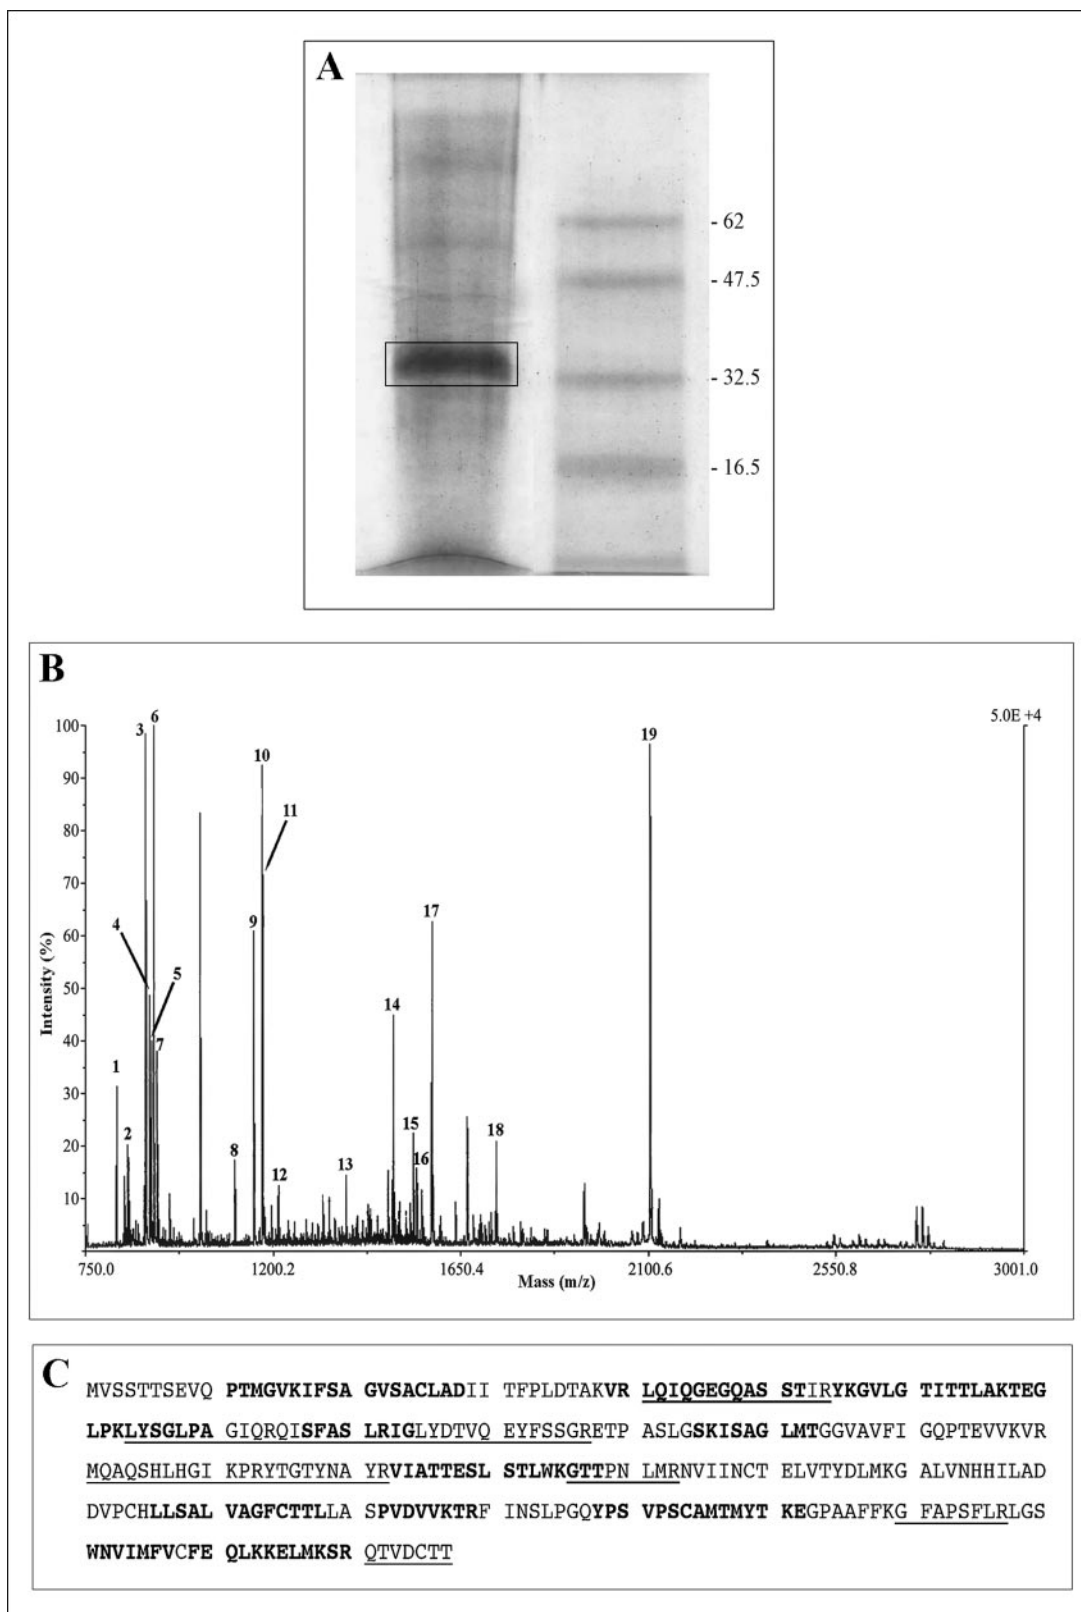 A
- 62
- 47.5
- 32.5
- 16.5
B
5.0E +4
100
90
80
70
60
50
40
30
20
10
Intensity (%)
1
2
3
4
5
6
7
8
9
10
11
12
13
14
15
16
17
18
19
750.0 1200.2 1650.4 2100.6 2550.8 3001.0
Mass (m/z)
C
MVSSTTSEVQ PTMGVKIFSA GVSACLADII TFPLDTAKVR LQIQGEGQAS STIRYKGVLG TITTLAKTEG
LPKLYSGLPA GIQRQISFAS LRIGLYDTVQ EYFSSGRETP ASLGSKISAG LMTGGVAVFI GQPTEVVKVR
MQAQSHLHGI KPRYTGTYNA YRVIATTESL STLWKGTTPN LMRNVIINCT ELVTYDLMKG ALVNHHILAD
DVPCHLLSAL VAGFCTTLLA SPVDVVKTRF INSLPGQYPS VPSCAMTMYT KEGPAAFFKG FAPSFLRLGS
WNVIMFVCFE QLKKELMKSR QTVDCTT